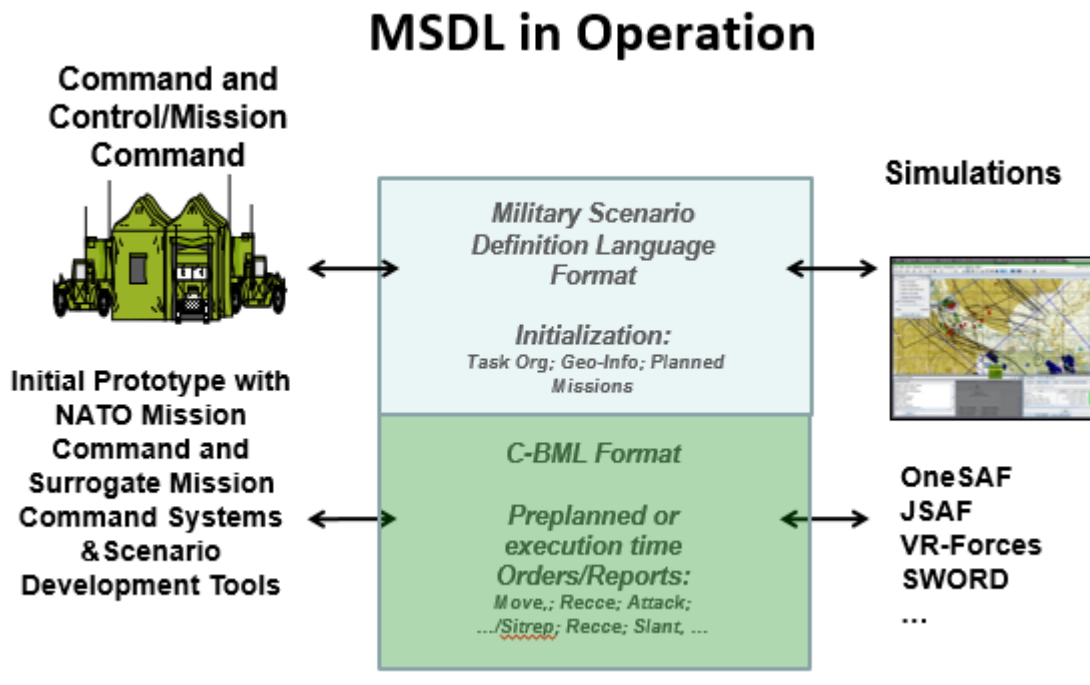 MSDL in Operation
Command and
Control/Mission
Command
Simulations
Military Scenario
Definition Language
Format
Initialization:
Task Org; Geo-Info; Planned
Missions
Initial Prototype with
NATO Mission
Command and
Surrogate Mission
Command Systems
& Scenario
Development Tools
C-BML Format
Preplanned or
execution time
Orders/Reports:
Move,; Recce; Attack;
.../Sitrep; Recce; Slant, ...
OneSAF
JSAF
VR-Forces
SWORD
...